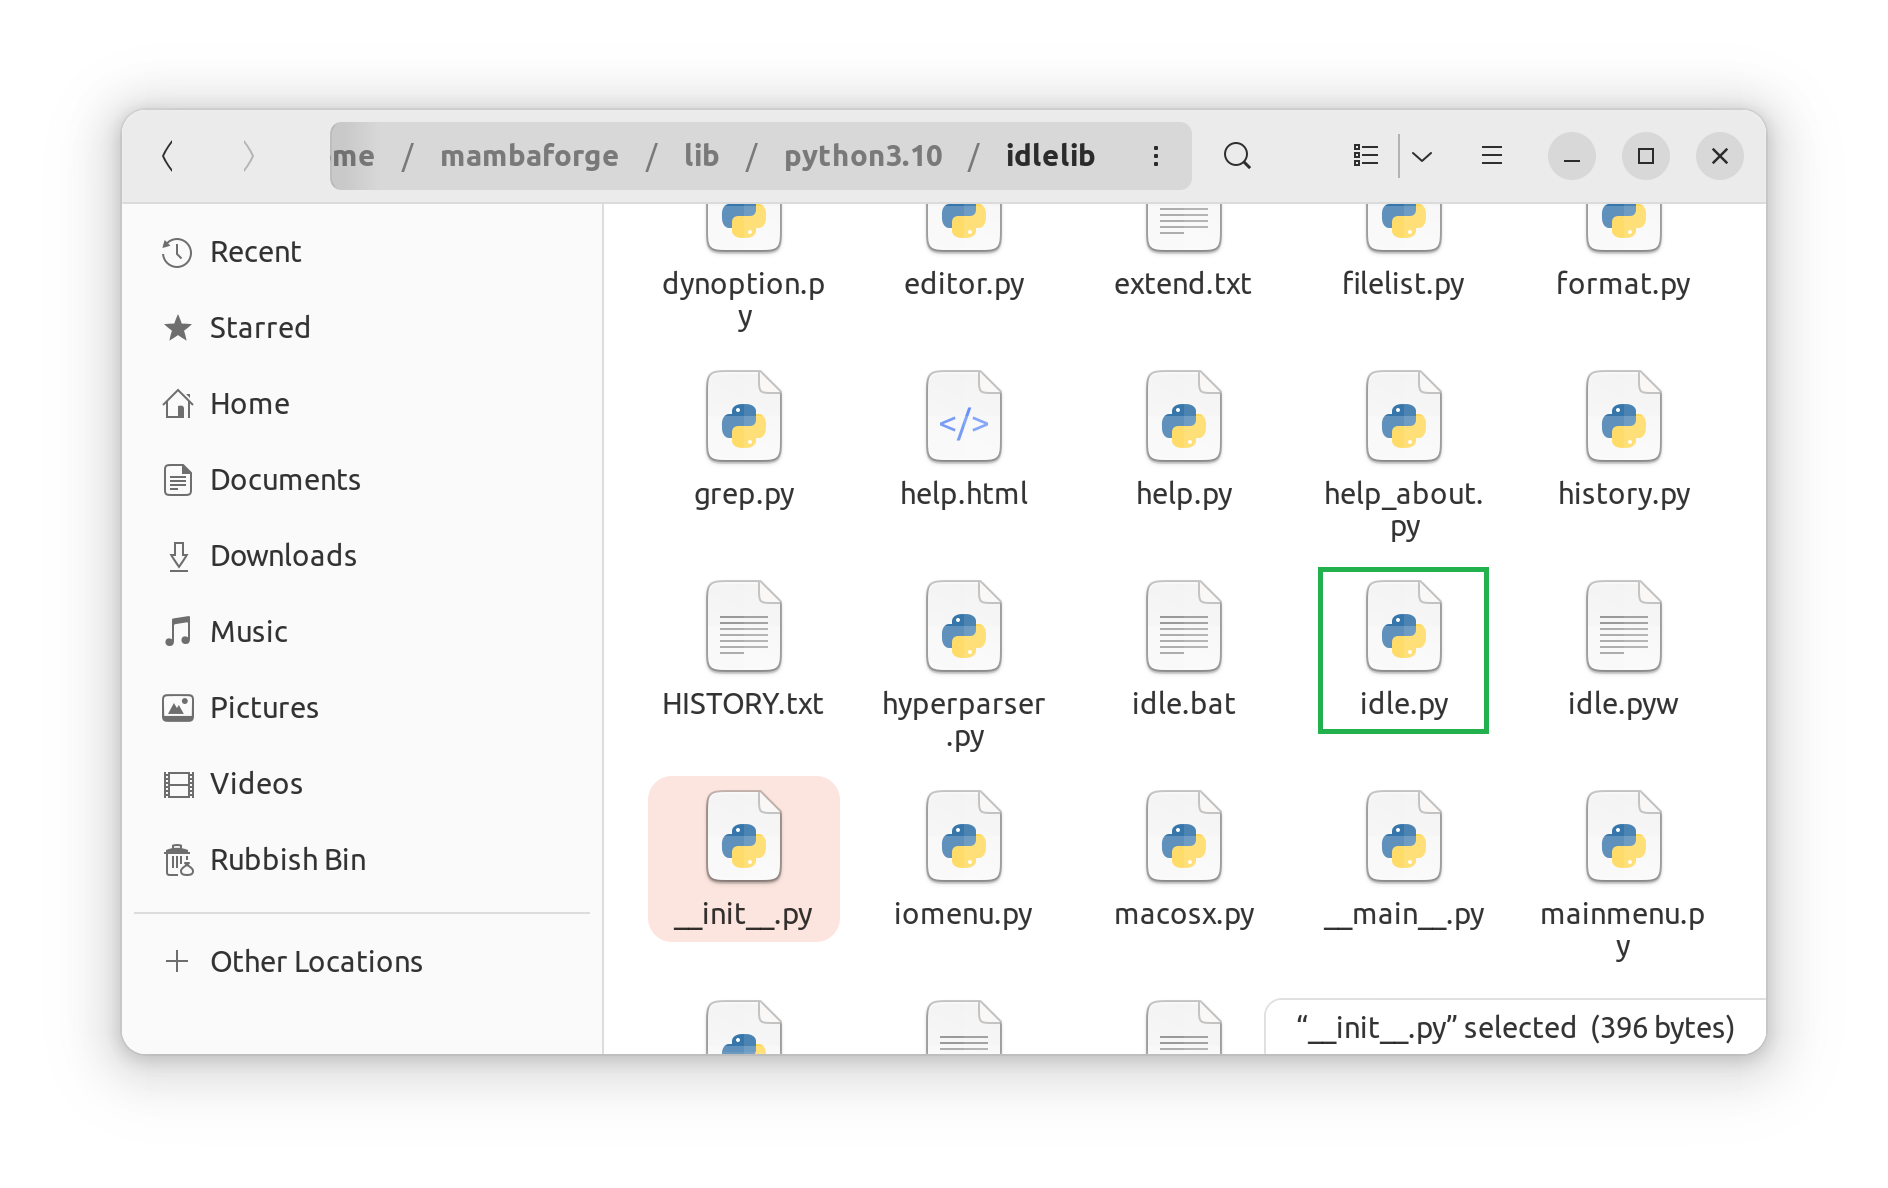 me / mambaforge / lib / python3.10 / idlelib
Recent
Starred
Home
Documents
Downloads
Music
Pictures
Videos
Rubbish Bin
Other Locations
dynoption.p
y
editor.py
extend.txt
filelist.py
format.py
grep.py
help.html
help.py
help_about.
py
history.py
HISTORY.txt
hyperparser
.py
idle.bat
idle.py
idle.pyw
__init__.py
iomenu.py
macosx.py
__main__.py
mainmenu.p
y
“__init__.py” selected (396 bytes)